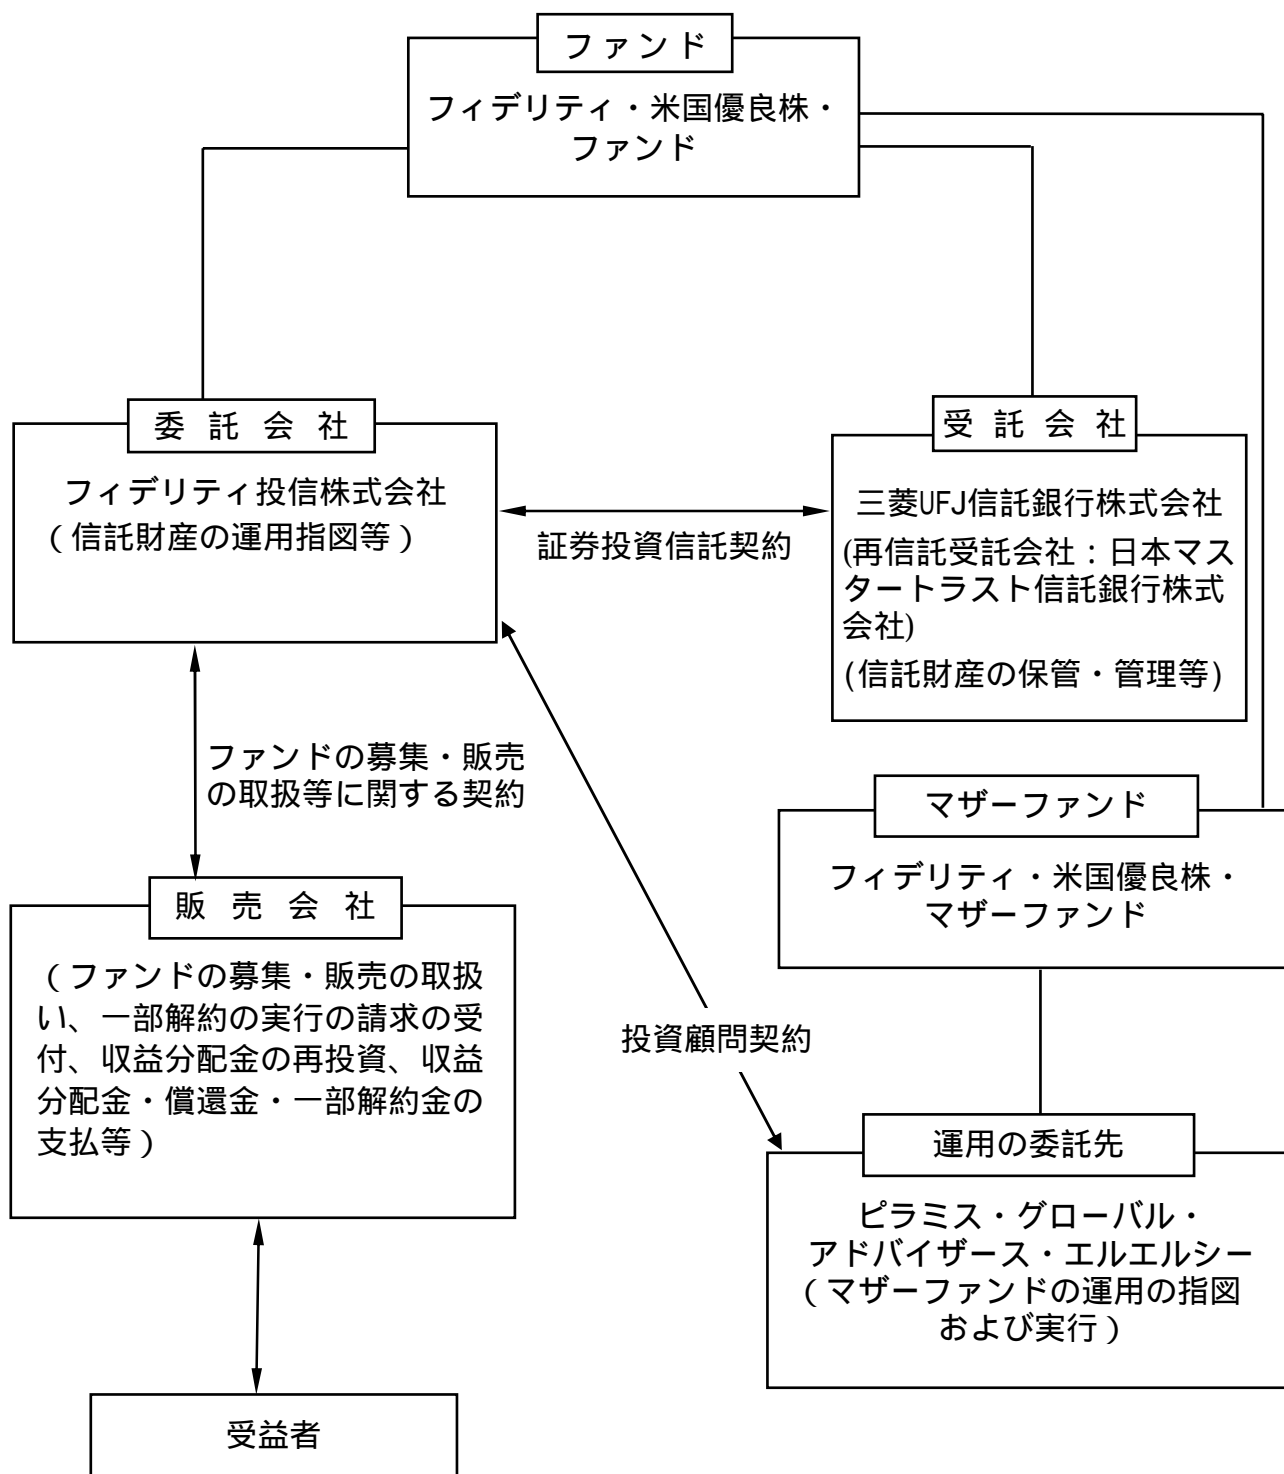 ファンド
フィデリティ・米国優良株・
ファンド
委託会社
フィデリティ投信株式会社
(信託財産の運用指図等)
証券投資信託契約
受託会社
三菱UFJ信託銀行株式会社
(再信託受託会社:日本マス
タートラスト信託銀行株式
会社)
(信託財産の保管・管理等)
ファンドの募集・販売
の取扱等に関する契約
マザーファンド
フィデリティ・米国優良株・
マザーファンド
販売会社
(ファンドの募集・販売の取扱
い、一部解約の実行の請求の受
付、収益分配金の再投資、収益
分配金・償還金・一部解約金の
支払等)
投資顧問契約
運用の委託先
ピラミス・グローバル・
アドバイザース・エルエルシー
(マザーファンドの運用の指図
および実行)
受益者